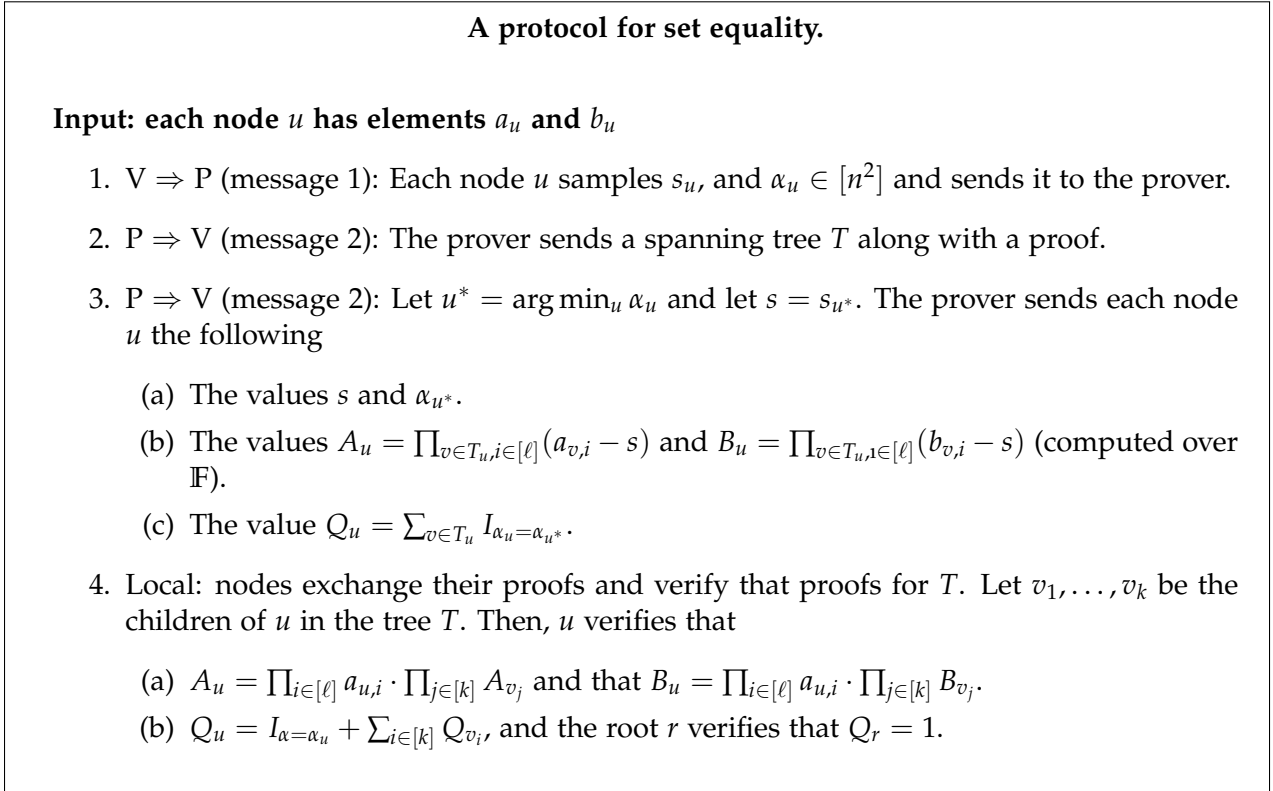 A protocol for set equality.
Input: each node u has elements a_u and b_u
1. V ⇒ P (message 1): Each node u samples s_u, and α_u ∈ [n²] and sends it to the prover.
2. P ⇒ V (message 2): The prover sends a spanning tree T along with a proof.
3. P ⇒ V (message 2): Let u* = arg min_u α_u and let s = s_{u*}. The prover sends each node
u the following
(a) The values s and α_{u*}.
(b) The values A_u = ∏_{v∈T_u,i∈[ℓ]}(a_{v,i} − s) and B_u = ∏_{v∈T_u,ı∈[ℓ]}(b_{v,i} − s) (computed over
𝔽).
(c) The value Q_u = ∑_{v∈T_u} I_{α_u=α_{u*}}.
4. Local: nodes exchange their proofs and verify that proofs for T. Let v_1, . . . , v_k be the
children of u in the tree T. Then, u verifies that
(a) A_u = ∏_{i∈[ℓ]} a_{u,i} · ∏_{j∈[k]} A_{v_j} and that B_u = ∏_{i∈[ℓ]} a_{u,i} · ∏_{j∈[k]} B_{v_j}.
(b) Q_u = I_{α=α_u} + ∑_{i∈[k]} Q_{v_i}, and the root r verifies that Q_r = 1.